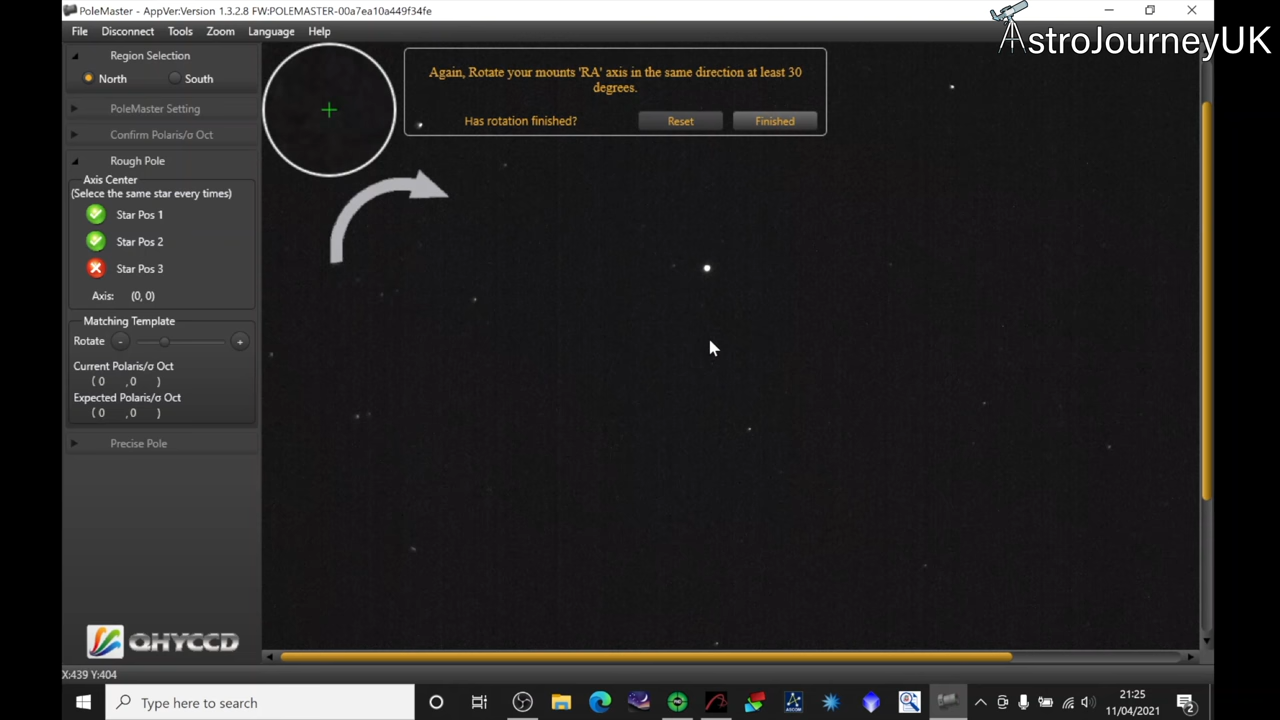 PoleMaster - AppVer:Version 1.3.2.8 FW:POLEMASTER-00a7ea10a449f34fe
AstroJourneyUK
File Disconnect Tools Zoom Language Help
Region Selection
North South
PoleMaster Setting
Confirm Polaris/σ Oct
Rough Pole
Axis Center
(Selece the same star every times)
Star Pos 1
Star Pos 2
Star Pos 3
Axis: (0, 0)
Matching Template
Rotate - +
Current Polaris/σ Oct
( 0 , 0 )
Expected Polaris/σ Oct
( 0 , 0 )
Precise Pole
Again, Rotate your mounts 'RA' axis in the same direction at least 30
degrees.
Has rotation finished? Reset Finished
QHYCCD
X:439 Y:404
Type here to search
PHD
ASCOM
21:25
11/04/2021
2